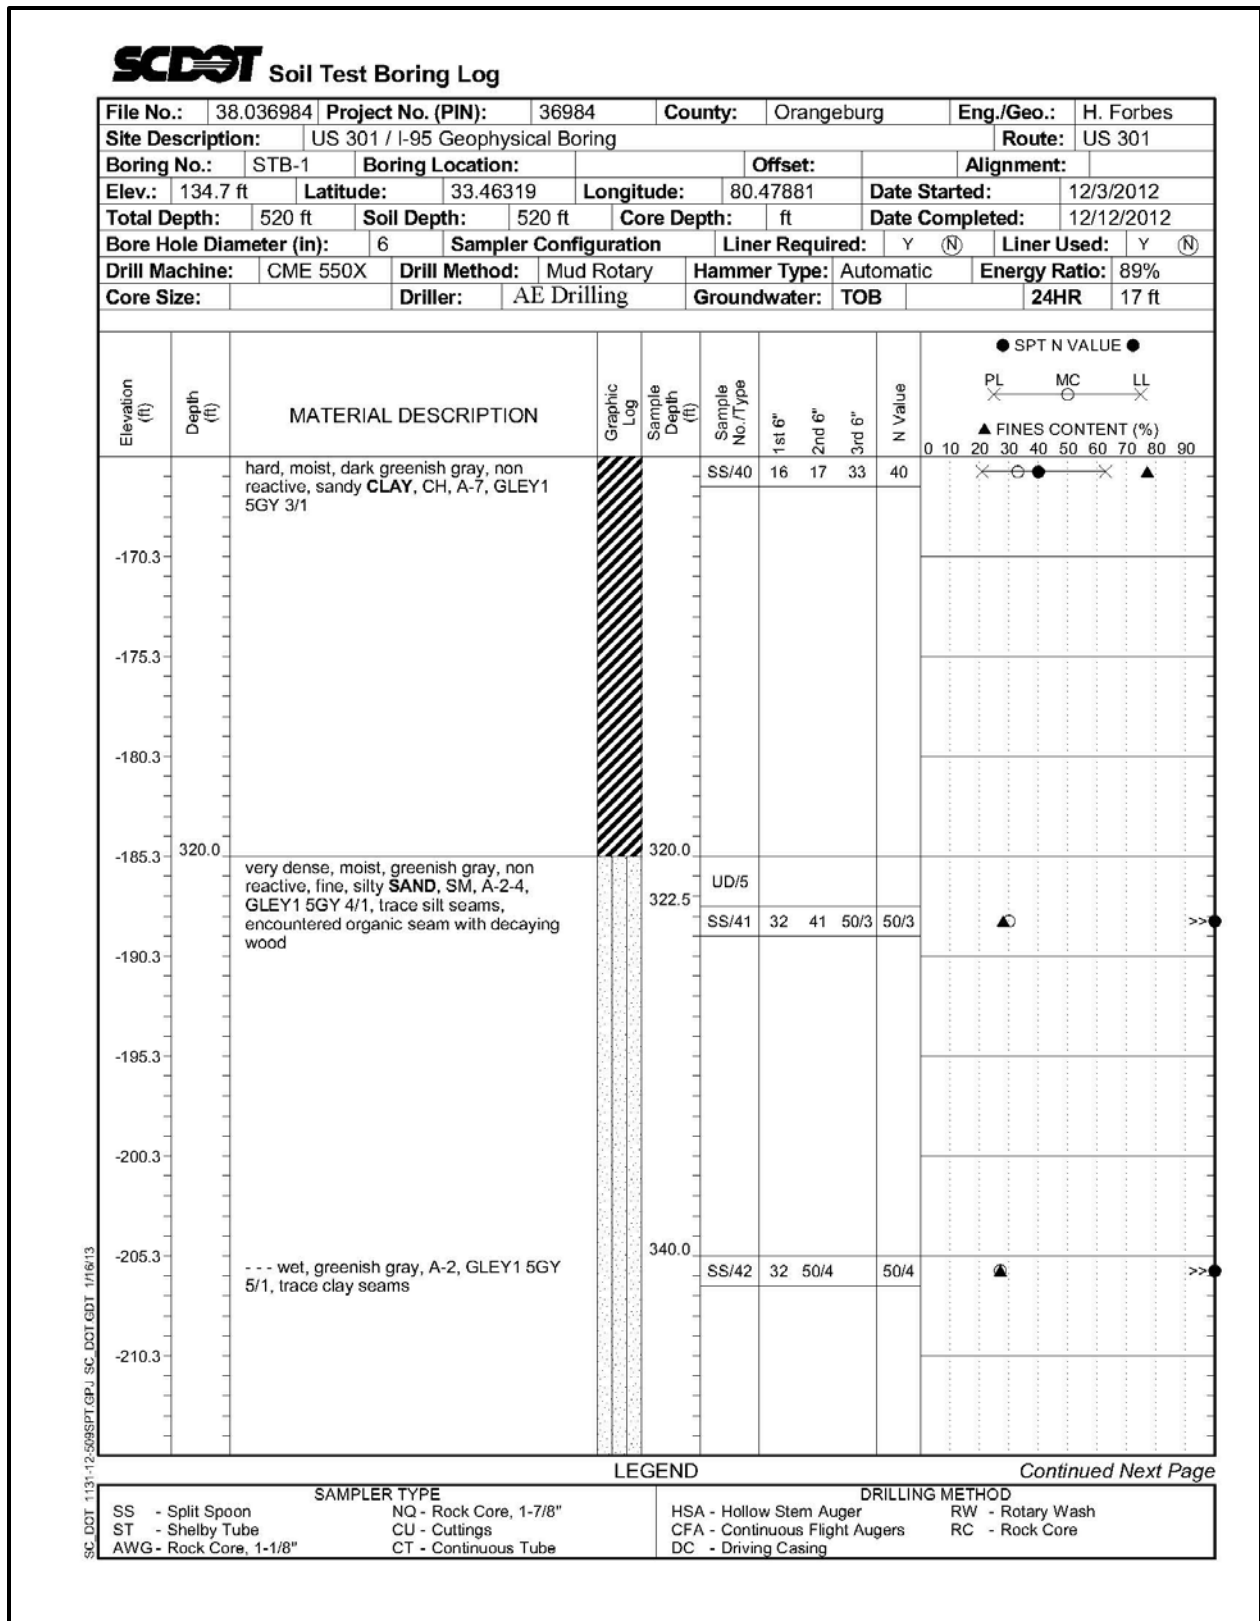 SCDOT Soil Test Boring Log
File No.: 38.036984 Project No. (PIN): 36984 County: Orangeburg Eng./Geo.: H. Forbes
Site Description: US 301 / I-95 Geophysical Boring Route: US 301
Boring No.: STB-1 Boring Location: Offset: Alignment:
Elev.: 134.7 ft Latitude: 33.46319 Longitude: 80.47881 Date Started: 12/3/2012
Total Depth: 520 ft Soil Depth: 520 ft Core Depth: ft Date Completed: 12/12/2012
Bore Hole Diameter (in): 6 Sampler Configuration Liner Required: Y N Liner Used: Y N
Drill Machine: CME 550X Drill Method: Mud Rotary Hammer Type: Automatic Energy Ratio: 89%
Core Size: Driller: AE Drilling Groundwater: TOB 24HR 17 ft
Elevation (ft) Depth (ft) MATERIAL DESCRIPTION Graphic Log Sample Depth (ft) Sample No./Type 1st 6" 2nd 6" 3rd 6" N Value
● SPT N VALUE ●
PL MC LL
▲ FINES CONTENT (%)
0 10 20 30 40 50 60 70 80 90
hard, moist, dark greenish gray, non SS/40 16 17 33 40
reactive, sandy CLAY, CH, A-7, GLEY1
5GY 3/1
-170.3
-175.3
-180.3
-185.3 320.0 320.0
very dense, moist, greenish gray, non
reactive, fine, silty SAND, SM, A-2-4, UD/5
GLEY1 5GY 4/1, trace silt seams, 322.5
encountered organic seam with decaying SS/41 32 41 50/3 50/3 >>
wood
-190.3
-195.3
-200.3
-205.3 340.0
- - - wet, greenish gray, A-2, GLEY1 5GY SS/42 32 50/4 50/4 >>
5/1, trace clay seams
-210.3
LEGEND Continued Next Page
SAMPLER TYPE DRILLING METHOD
SS - Split Spoon NQ - Rock Core, 1-7/8" HSA - Hollow Stem Auger RW - Rotary Wash
ST - Shelby Tube CU - Cuttings CFA - Continuous Flight Augers RC - Rock Core
AWG - Rock Core, 1-1/8" CT - Continuous Tube DC - Driving Casing
SC_DOT 1131-12-509SPT.GPJ SC_DOT.GDT 1/16/13